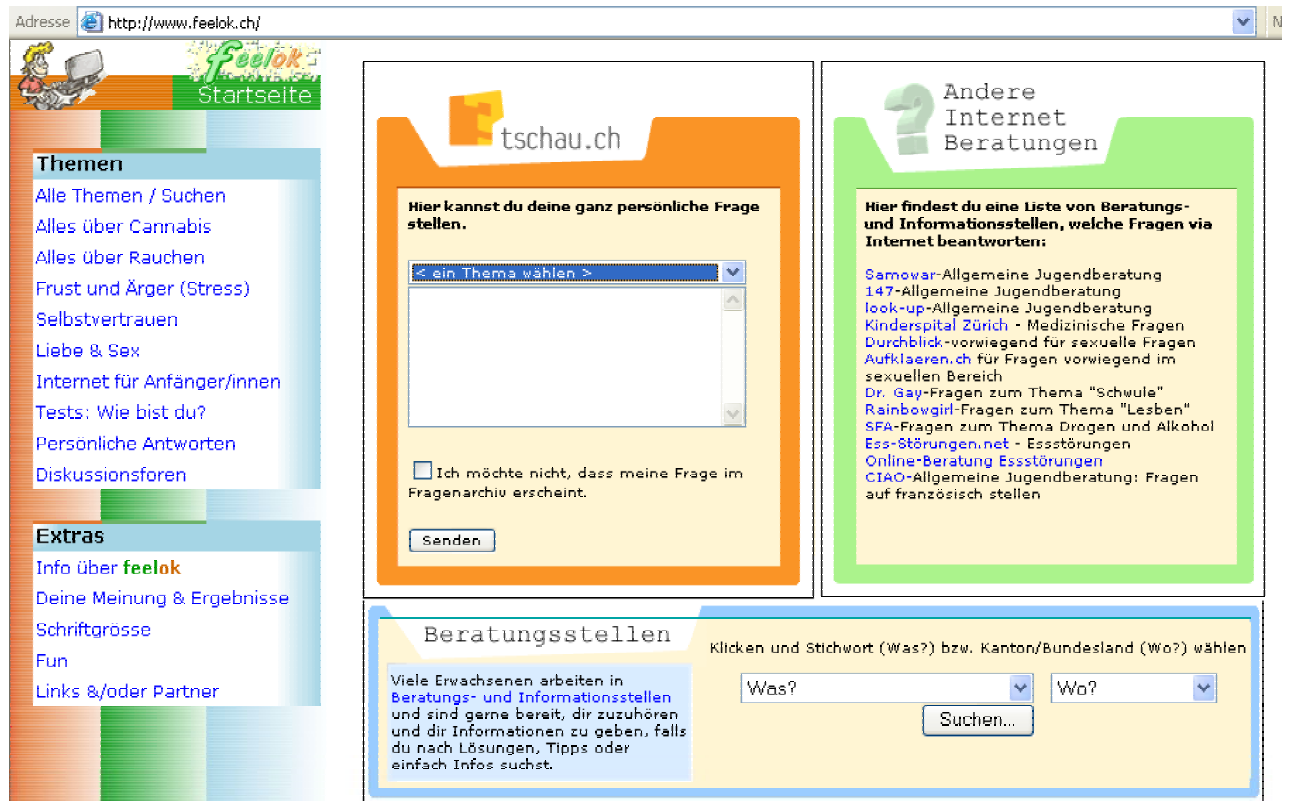 Adresse http://www.feelok.ch/ N
feelok
Startseite
Themen
Alle Themen / Suchen
Alles über Cannabis
Alles über Rauchen
Frust und Ärger (Stress)
Selbstvertrauen
Liebe & Sex
Internet für Anfänger/innen
Tests: Wie bist du?
Persönliche Antworten
Diskussionsforen
Extras
Info über feelok
Deine Meinung & Ergebnisse
Schriftgrösse
Fun
Links &/oder Partner
tschau.ch
Hier kannst du deine ganz persönliche Frage
stellen.
< ein Thema wählen >
Ich möchte nicht, dass meine Frage im
Fragenarchiv erscheint.
Senden
Andere
Internet
Beratungen
Hier findest du eine Liste von Beratungs-
und Informationsstellen, welche Fragen via
Internet beantworten:
Samowar-Allgemeine Jugendberatung
147-Allgemeine Jugendberatung
look-up-Allgemeine Jugendberatung
Kinderspital Zürich - Medizinische Fragen
Durchblick-vorwiegend für sexuelle Fragen
Aufklaeren.ch für Fragen vorwiegend im
sexuellen Bereich
Dr. Gay-Fragen zum Thema "Schwule"
Rainbowgirl-Fragen zum Thema "Lesben"
SFA-Fragen zum Thema Drogen und Alkohol
Ess-Störungen.net - Essstörungen
Online-Beratung Essstörungen
CIAO-Allgemeine Jugendberatung: Fragen
auf französisch stellen
Beratungsstellen
Viele Erwachsenen arbeiten in
Beratungs- und Informationsstellen
und sind gerne bereit, dir zuzuhören
und dir Informationen zu geben, falls
du nach Lösungen, Tipps oder
einfach Infos suchst.
Klicken und Stichwort (Was?) bzw. Kanton/Bundesland (Wo?) wählen
Was? Wo?
Suchen...